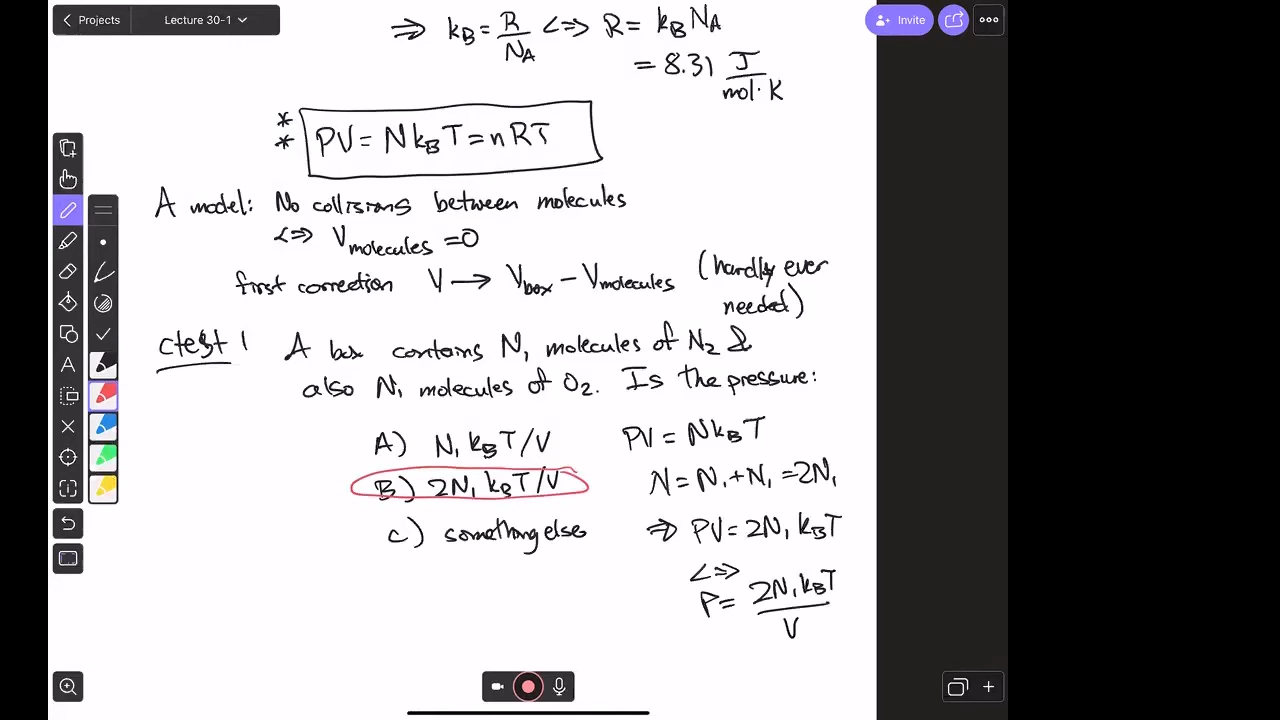 Projects
Lecture 30-1
Invite
⇒ k_B = R/N_A <=> R = k_B N_A
= 8.31 J/mol·K
** PV = N k_B T = nRT
A model: No collisions between molecules
<=> V_molecules = 0
first correction V → V_box − V_molecules (hardly ever
needed)
ctest 1 A box contains N₁ molecules of N₂ &
also N₁ molecules of O₂. Is the pressure:
A) N₁ k_B T/V
B) 2N₁ k_B T/V
C) something else
PV = N k_B T
N = N₁ + N₁ = 2N₁
⇒ PV = 2N₁ k_B T
<=>
P = 2N₁ k_B T/V